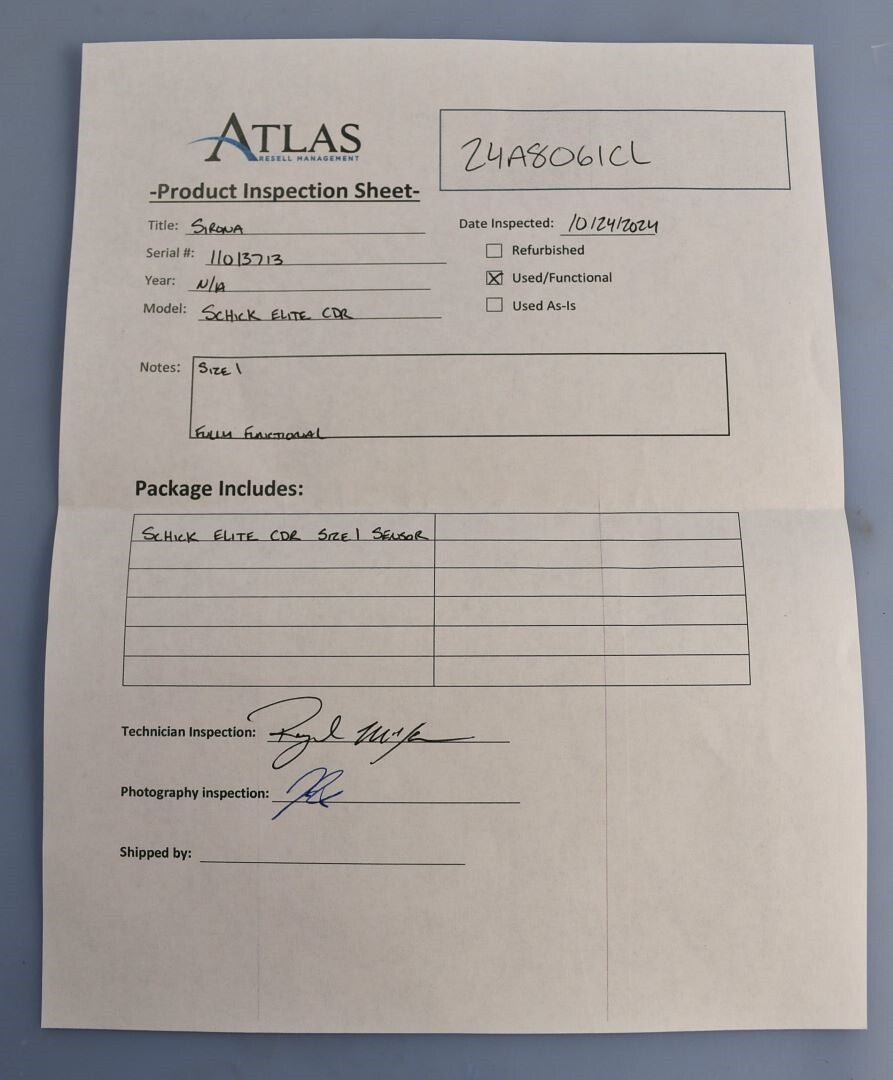 ATLAS
RESELL MANAGEMENT
24A8061CL
-Product Inspection Sheet-
Title: SIRONA
Date Inspected: 10/24/2024
Serial #: 11013713
Refurbished
Year: N/A
Used/Functional
Model: SCHICK ELITE CDR
Used As-Is
Notes: SIZE 1
FULLY FUNCTIONAL
Package Includes:
SCHICK ELITE CDR SIZE 1 SENSOR
Technician Inspection:
Photography inspection:
Shipped by: